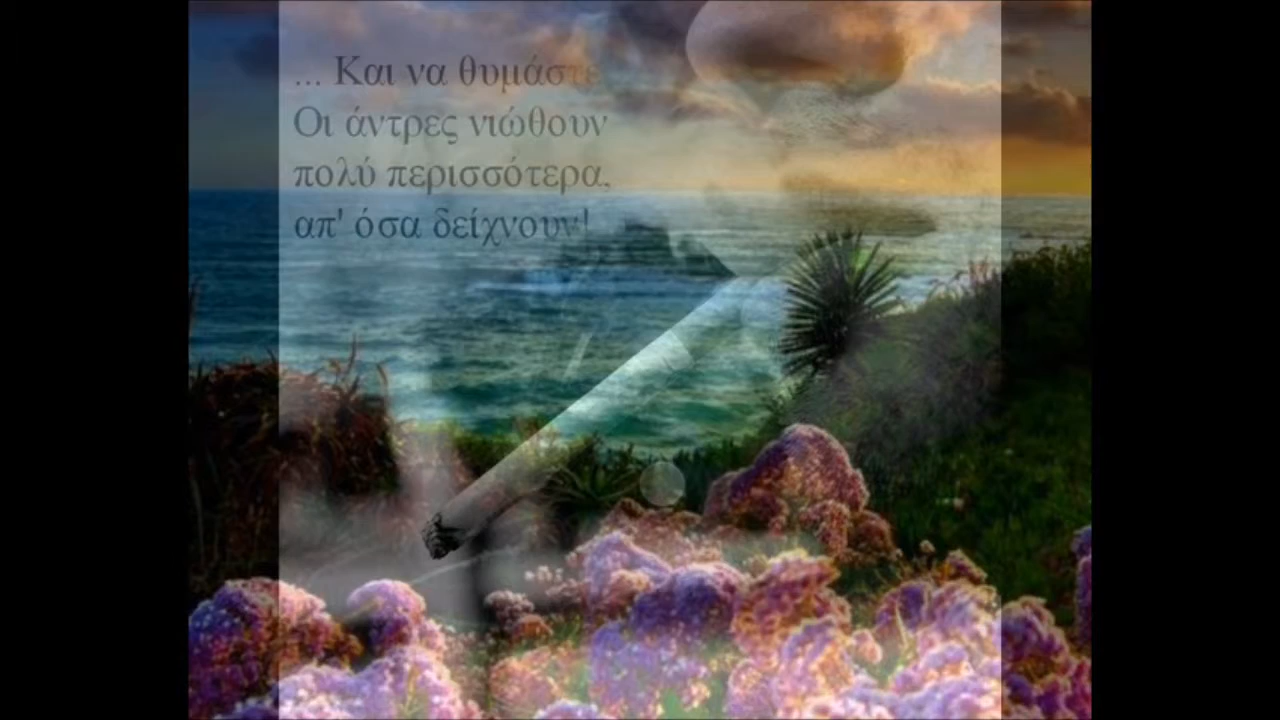 ... Και να θυμάστε
Οι άντρες νιώθουν
πολύ περισσότερα,
απ' όσα δείχνουν!